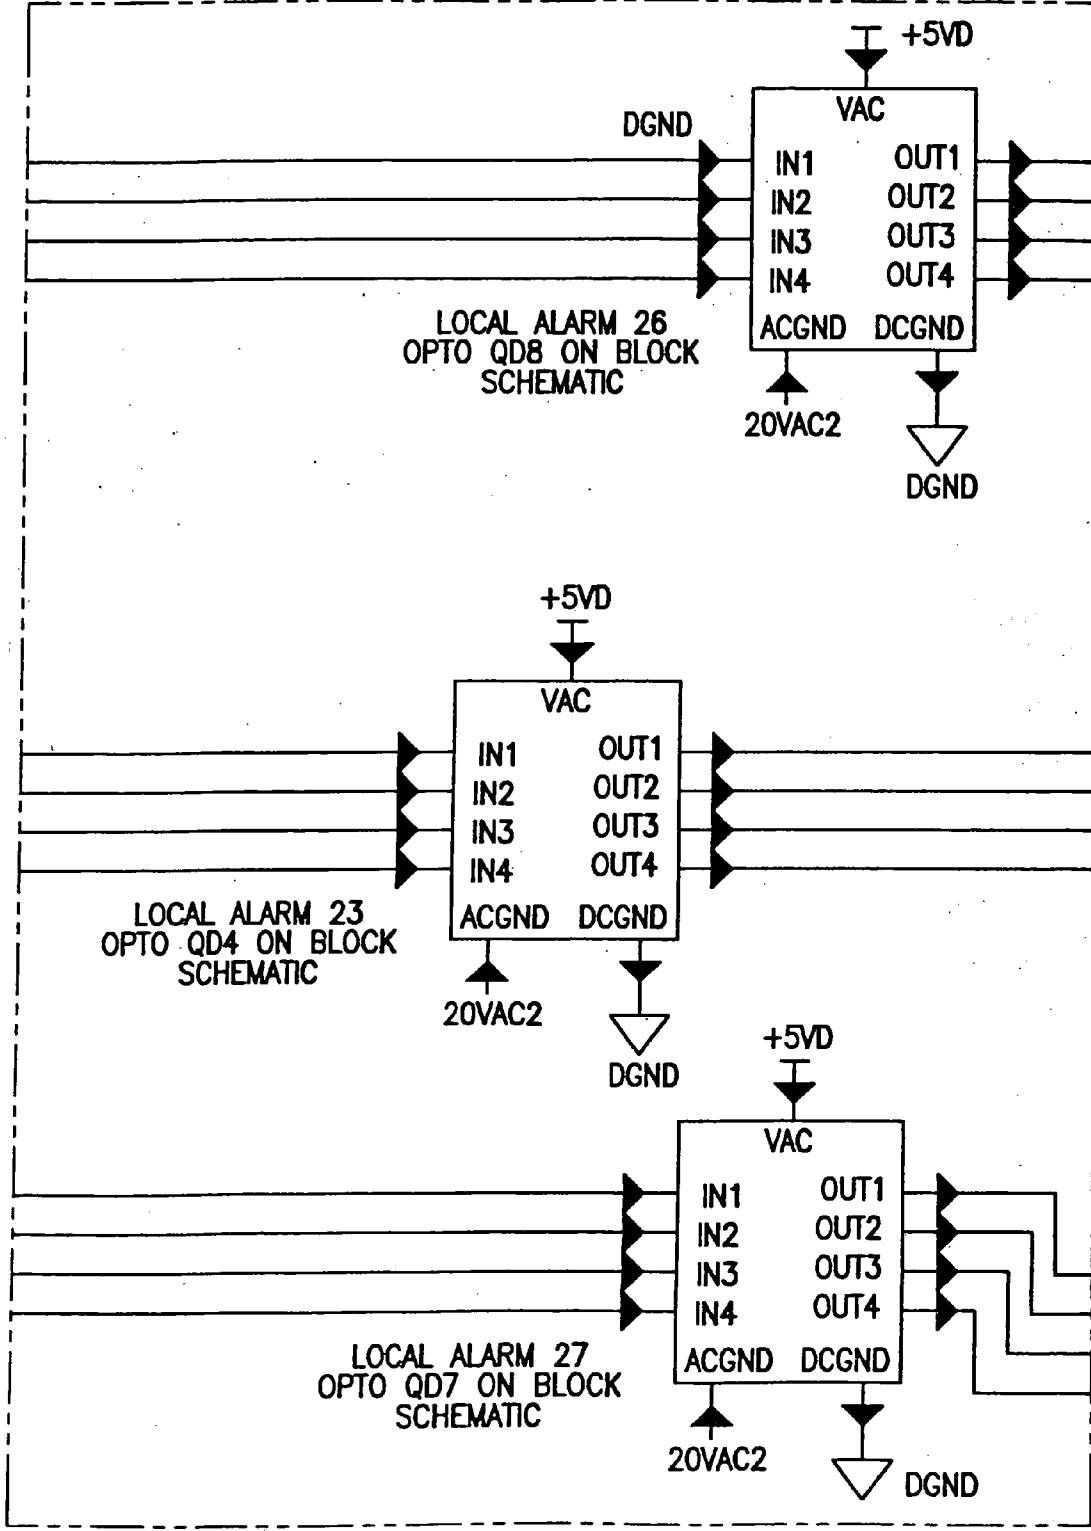 +5VD
VAC
DGND
IN1 OUT1
IN2 OUT2
IN3 OUT3
IN4 OUT4
ACGND DCGND
LOCAL ALARM 26
OPTO QD8 ON BLOCK
SCHEMATIC
20VAC2
DGND
+5VD
VAC
IN1 OUT1
IN2 OUT2
IN3 OUT3
IN4 OUT4
ACGND DCGND
LOCAL ALARM 23
OPTO QD4 ON BLOCK
SCHEMATIC
20VAC2
DGND
+5VD
VAC
IN1 OUT1
IN2 OUT2
IN3 OUT3
IN4 OUT4
ACGND DCGND
LOCAL ALARM 27
OPTO QD7 ON BLOCK
SCHEMATIC
20VAC2
DGND